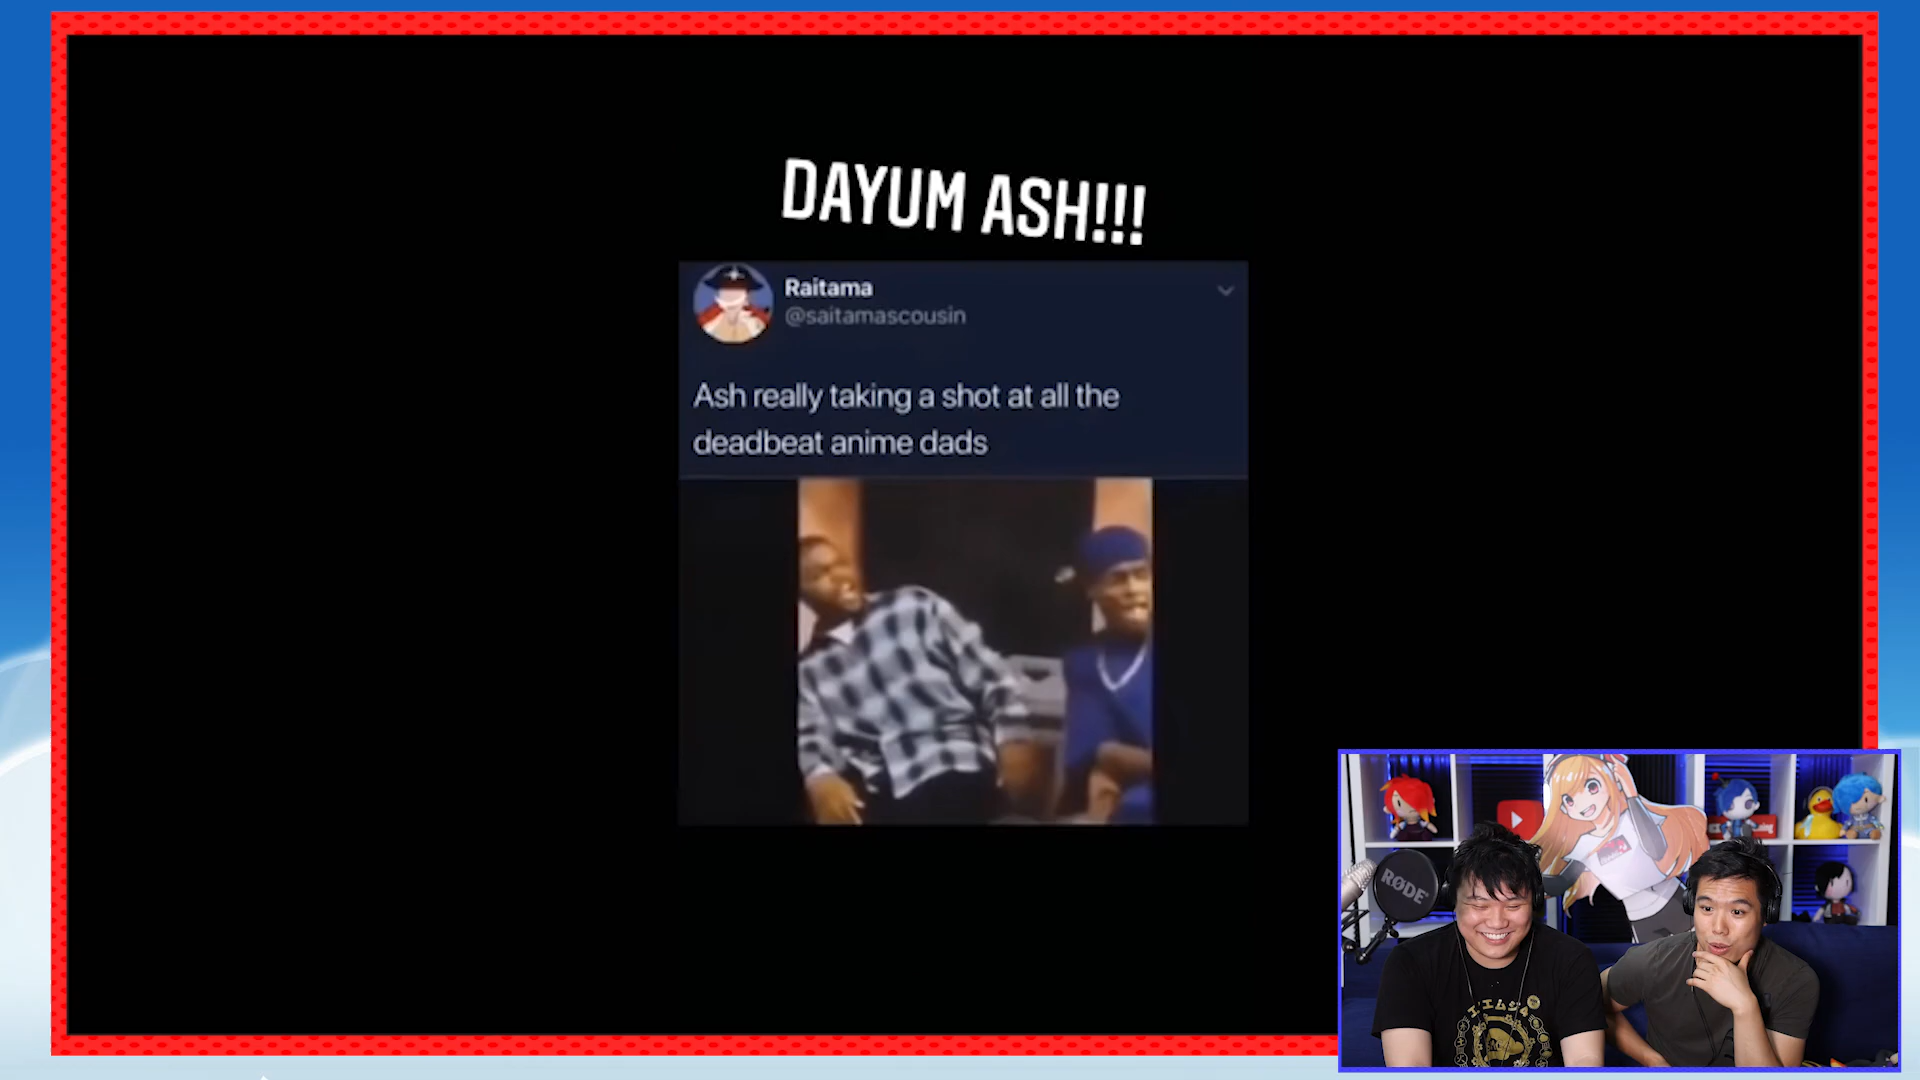 DAYUM ASH!!!
Raitama
@saitamascousin
Ash really taking a shot at all the
deadbeat anime dads
RØDE